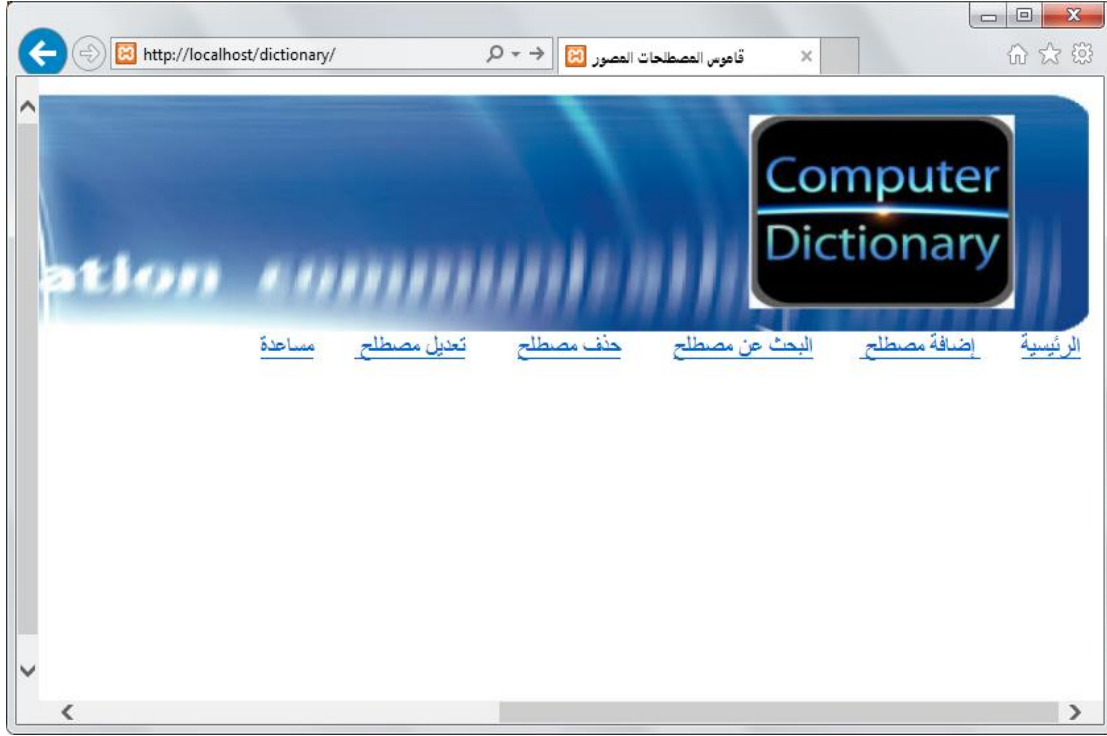 http://localhost/dictionary/
قاموس المصطلحات المصور
Computer
Dictionary
ation
الرئيسية إضافة مصطلح البحث عن مصطلح حذف مصطلح تعديل مصطلح مساعدة